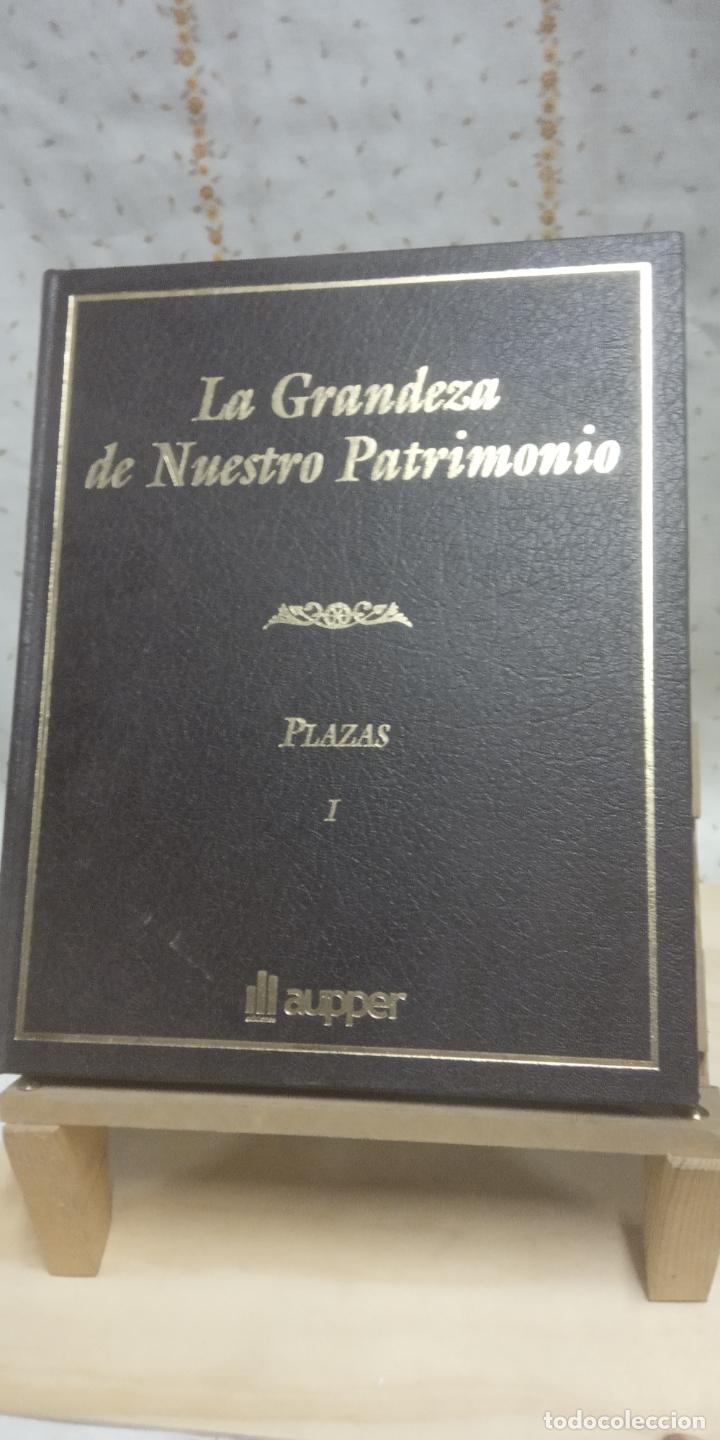 La Grandeza
de Nuestro Patrimonio
PLAZAS
I
aupper
todocoleccion